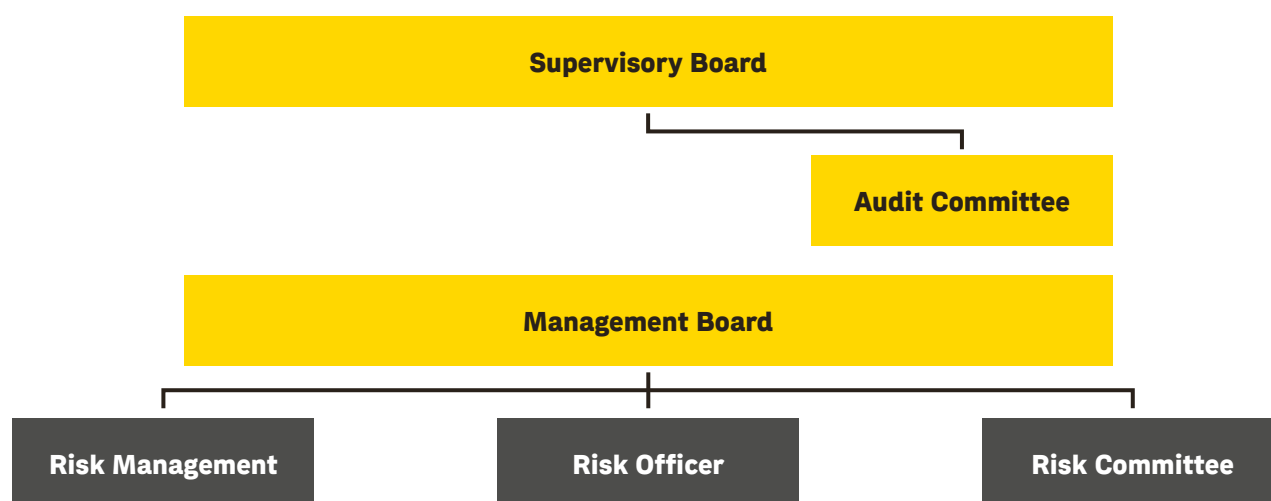 Supervisory Board
Audit Committee
Management Board
Risk Management
Risk Officer
Risk Committee